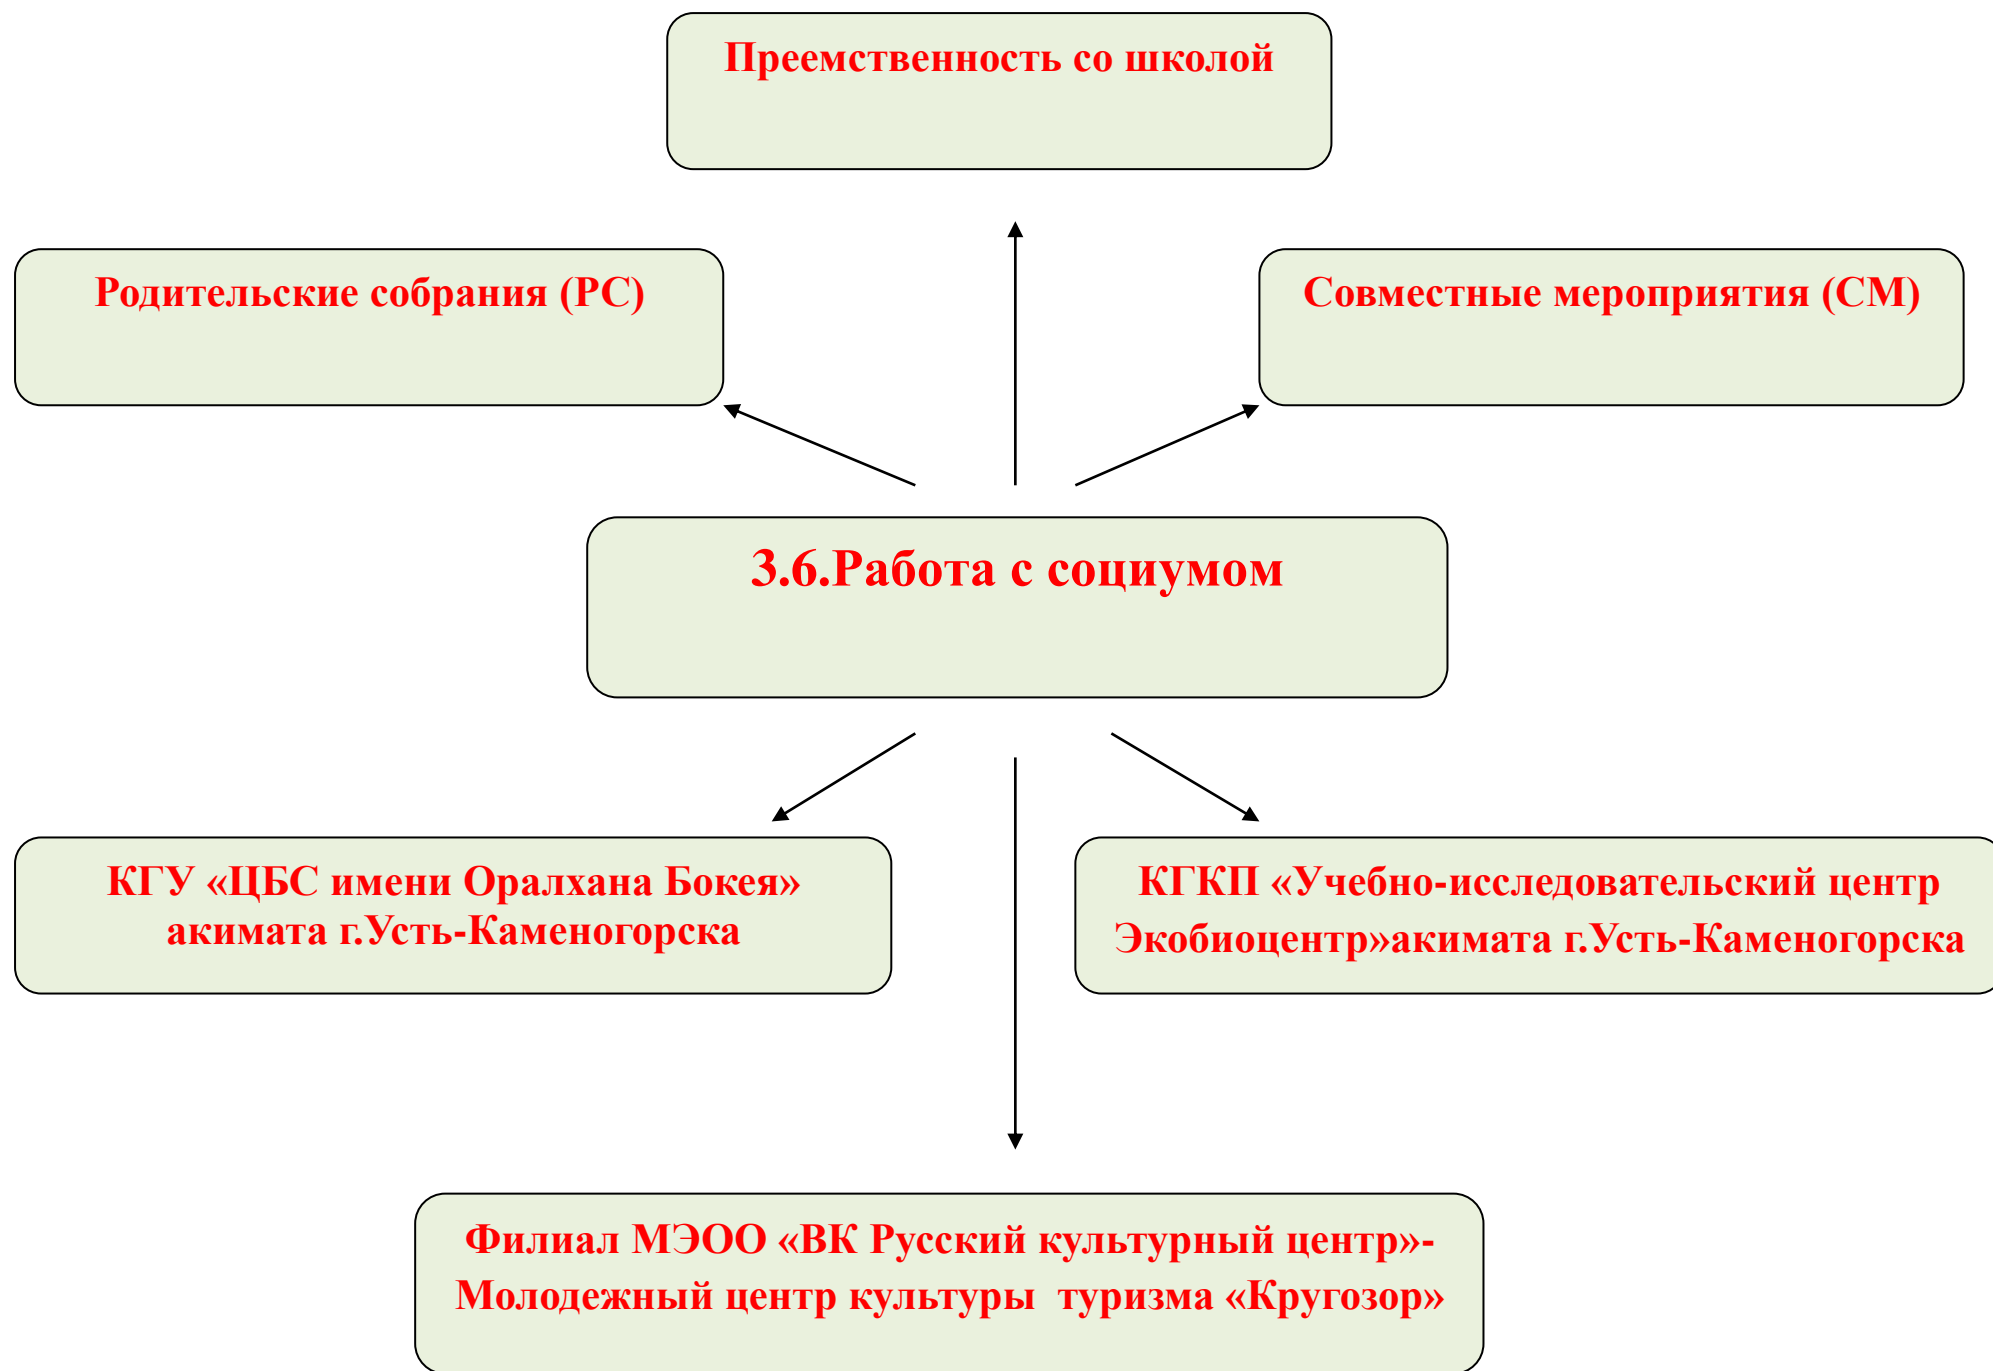 Преемственность со школой
Родительские собрания (РС)
Совместные мероприятия (СМ)
3.6.Работа с социумом
КГУ «ЦБС имени Оралхана Бокея»
акимата г.Усть-Каменогорска
КГКП «Учебно-исследовательский центр
Экобиоцентр»акимата г.Усть-Каменогорска
Филиал МЭОО «ВК Русский культурный центр»-
Молодежный центр культуры  туризма «Кругозор»